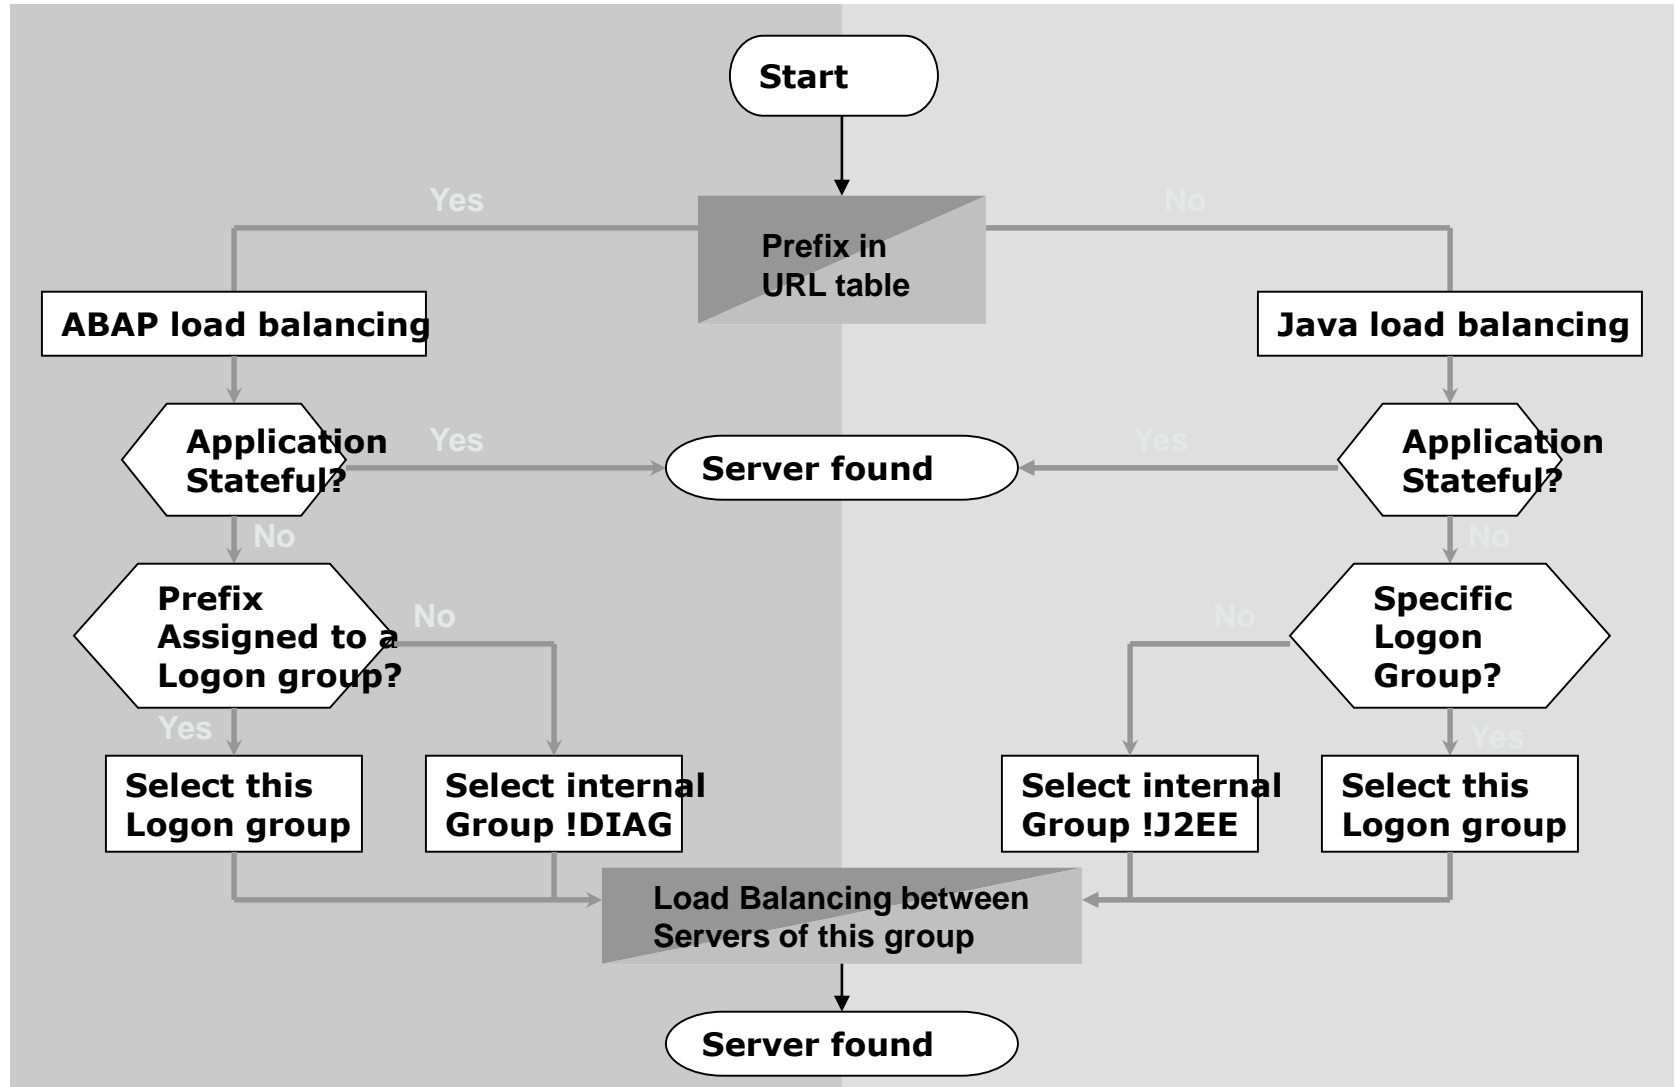 Start
Yes
No
Prefix in
URL table
ABAP load balancing
Java load balancing
Application
Stateful?
Yes
Server found
Yes
Application
Stateful?
No
No
Prefix
Assigned to a
Logon group?
No
No
Specific
Logon
Group?
Yes
Yes
Select this
Logon group
Select internal
Group !DIAG
Select internal
Group !J2EE
Select this
Logon group
Load Balancing between
Servers of this group
Server found